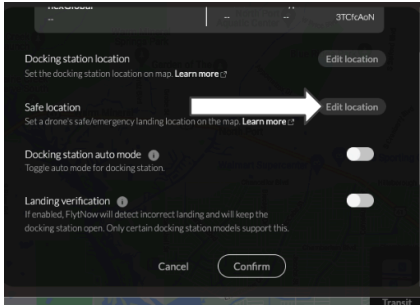 --
--
--
3TCfcAoN
Docking station location
Edit location
Set the docking station location on map. Learn more
Safe location
Edit location
Set a drone's safe/emergency landing location on the map. Learn more
Docking station auto mode
Toggle auto mode for docking station.
Landing verification
If enabled, FlytNow will detect incorrect landing and will keep the
docking station open. Only certain docking station models support this.
Cancel
Confirm
Transit